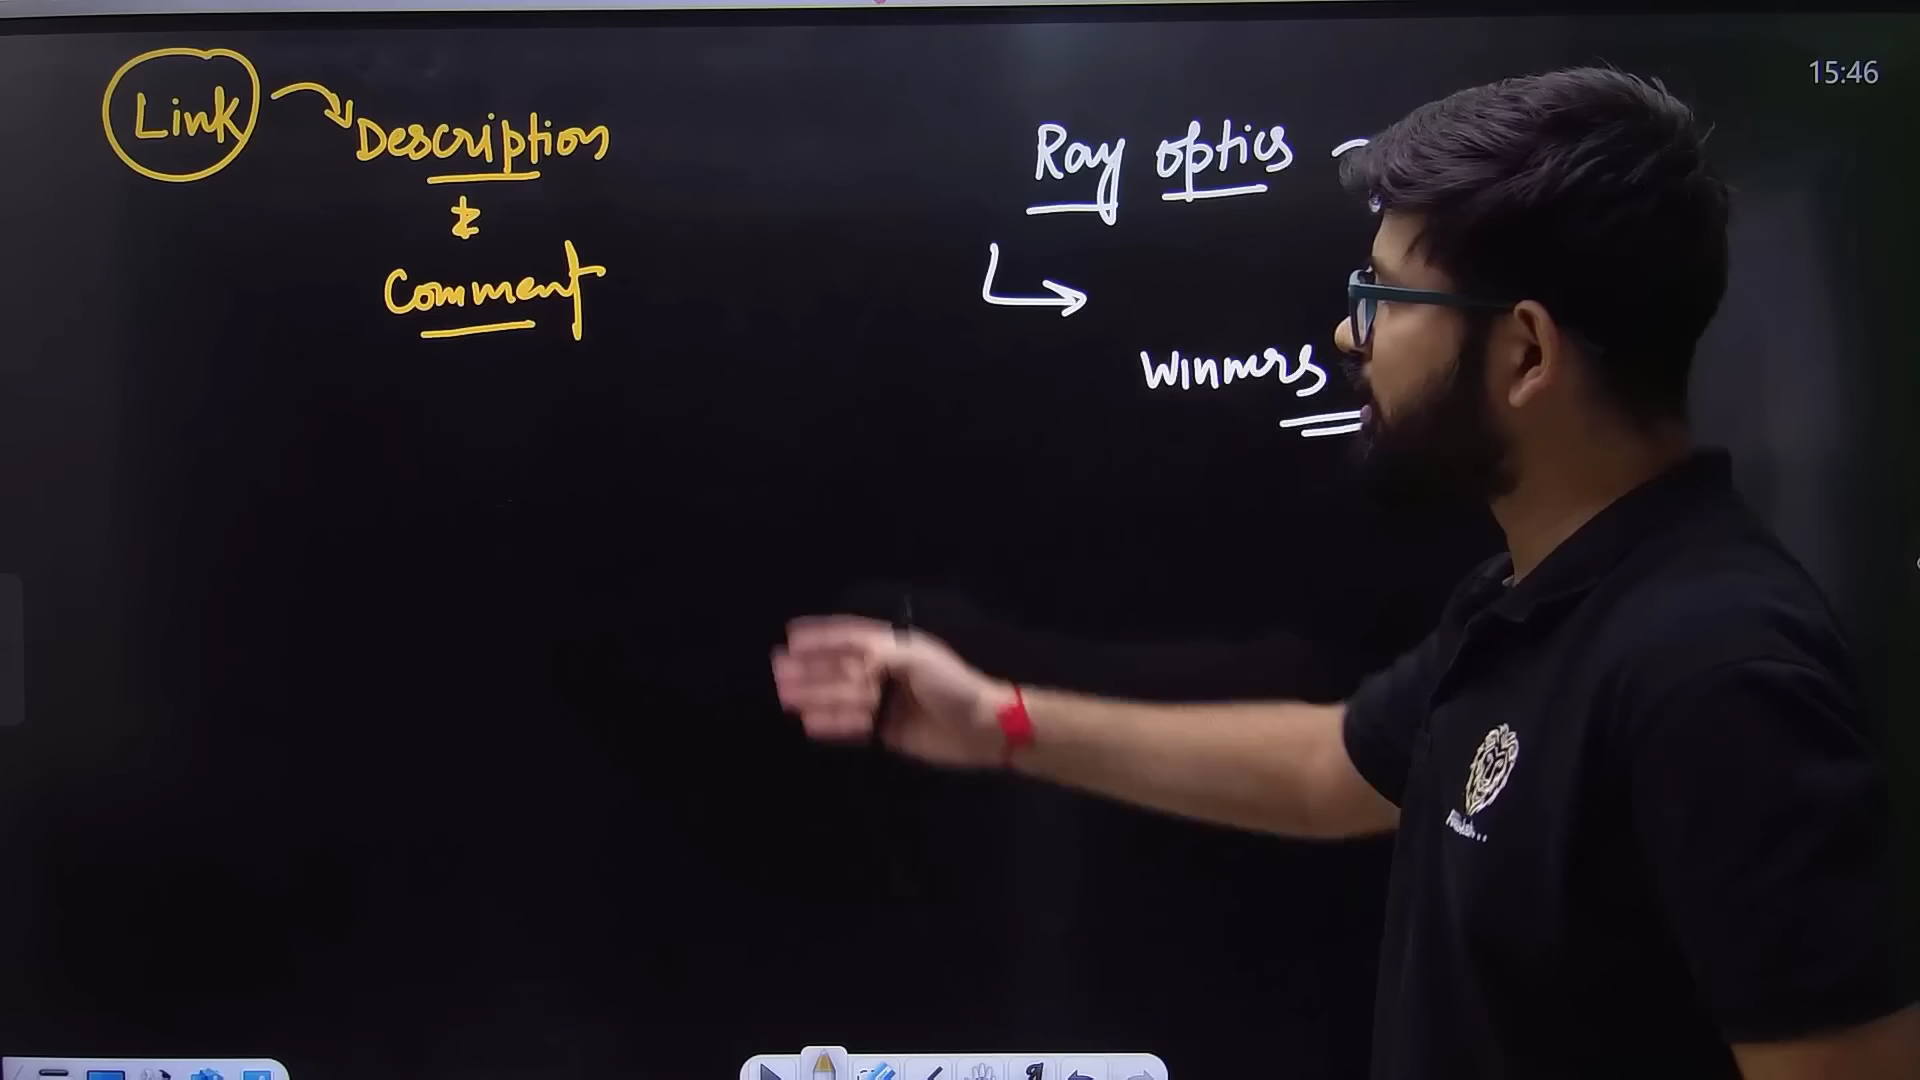 15:46
Link
Description
&
Comment
Ray optics
Winners